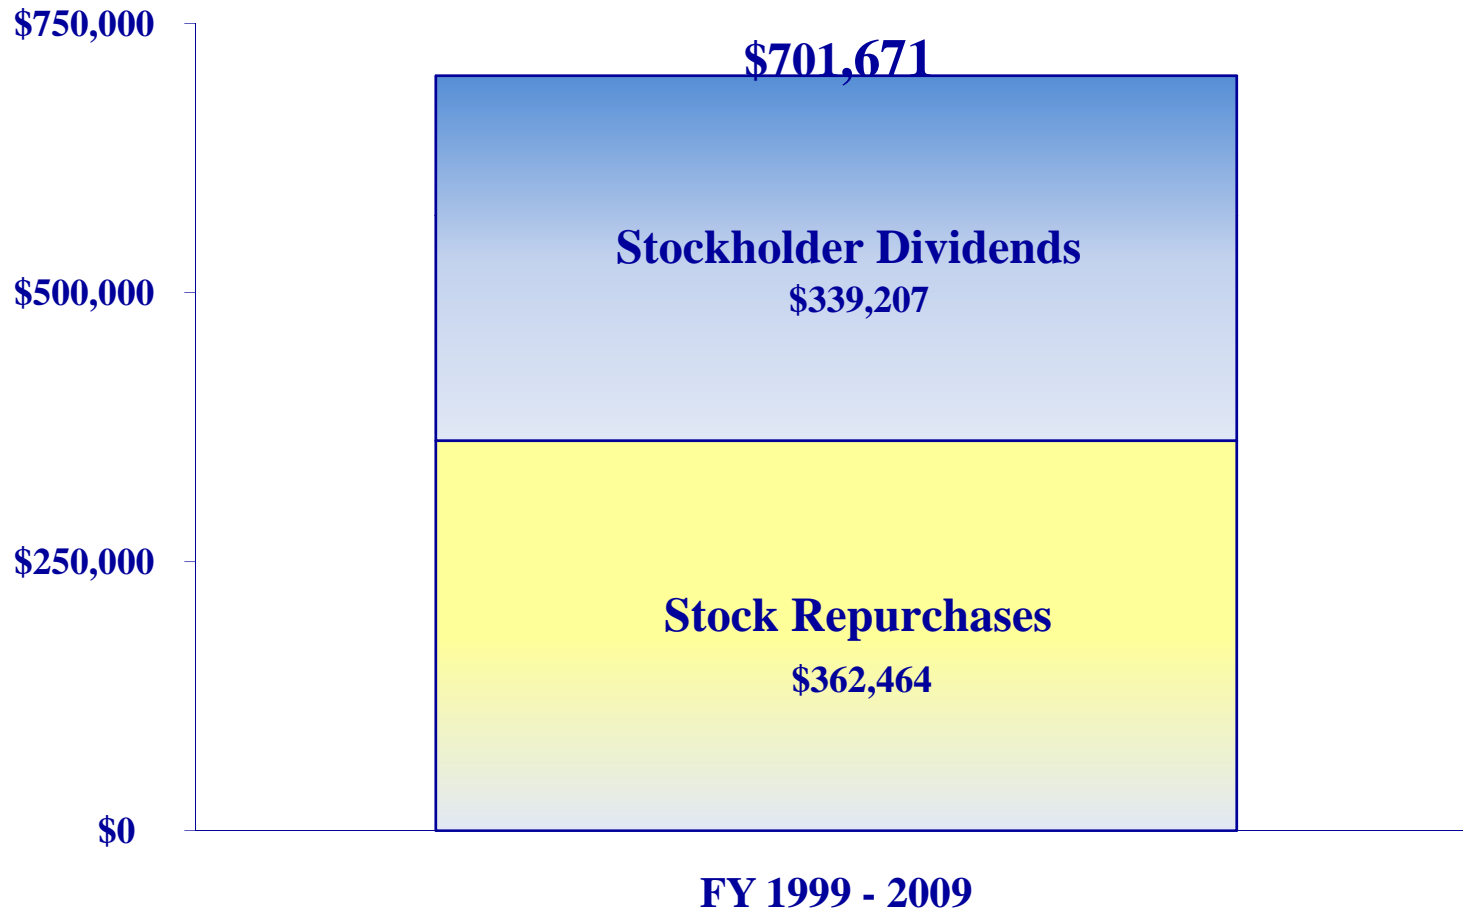 $750,000
$701,671
Stockholder Dividends
$500,000
$339,207
$250,000
Stock Repurchases
$362,464
$0
FY 1999 - 2009